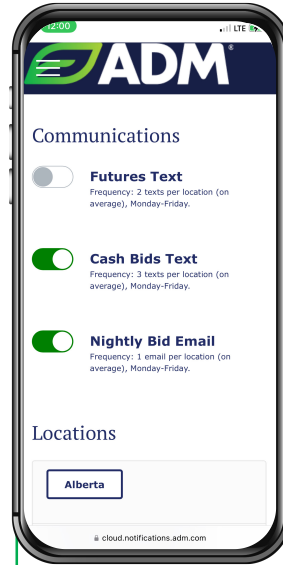 12:00
LTE
ADM®
Communications
Futures Text
Frequency: 2 texts per location (on
average), Monday-Friday.
Cash Bids Text
Frequency: 3 texts per location (on
average), Monday-Friday.
Nightly Bid Email
Frequency: 1 email per location (on
average), Monday-Friday.
Locations
Alberta
cloud.notifications.adm.com